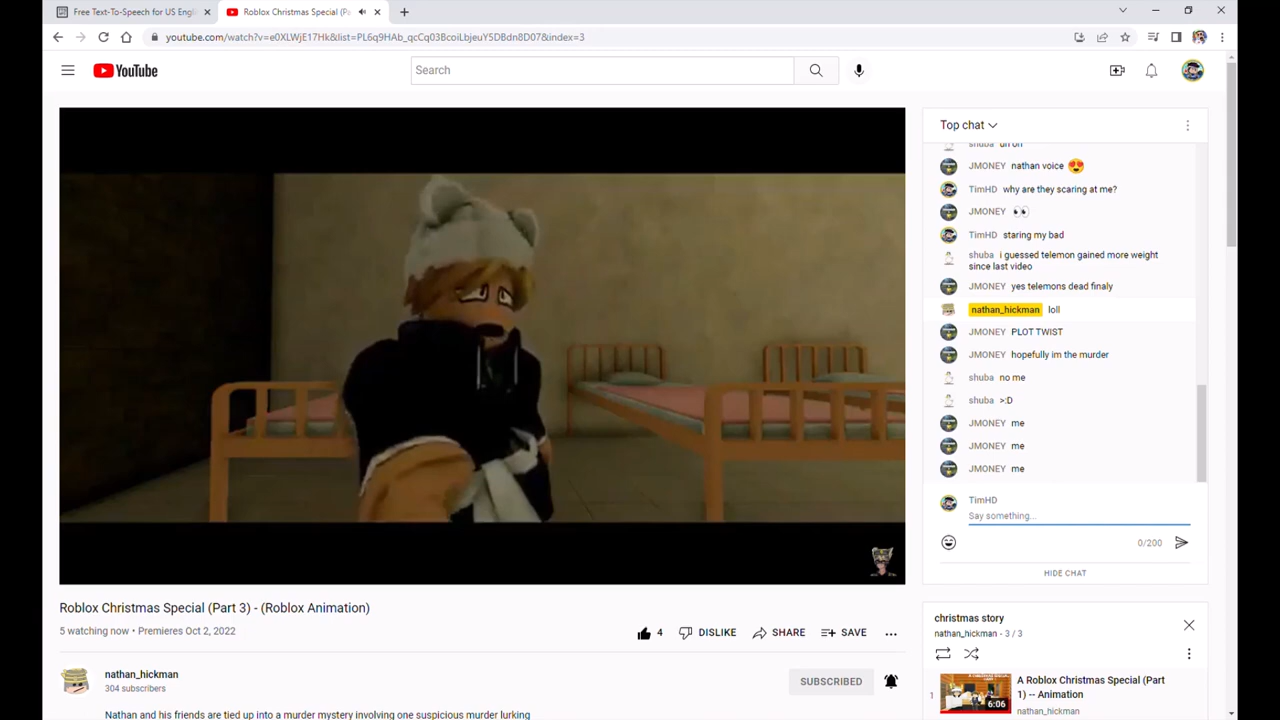 Free Text-To-Speech for US Engl
Roblox Christmas Special (Pa
youtube.com/watch?v=e0XLWjE17Hk&list=PL6q9HAb_qcCq03BcoiLbjeuY5DBdn8D07&index=3
YouTube
Search
Top chat
shuba uh oh
JMONEY nathan voice 😍
TimHD why are they scaring at me?
JMONEY 👀
TimHD staring my bad
shuba i guessed telemon gained more weight
since last video
JMONEY yes telemons dead finaly
nathan_hickman loll
JMONEY PLOT TWIST
JMONEY hopefully im the murder
shuba no me
shuba >:D
JMONEY me
JMONEY me
JMONEY me
TimHD
Say something...
0/200
HIDE CHAT
Roblox Christmas Special (Part 3) - (Roblox Animation)
5 watching now • Premieres Oct 2, 2022
4 DISLIKE SHARE SAVE
nathan_hickman
304 subscribers
SUBSCRIBED
Nathan and his friends are tied up into a murder mystery involving one suspicious murder lurking
christmas story
nathan_hickman - 3 / 3
1
6:06
A Roblox Christmas Special (Part
1) -- Animation
nathan_hickman